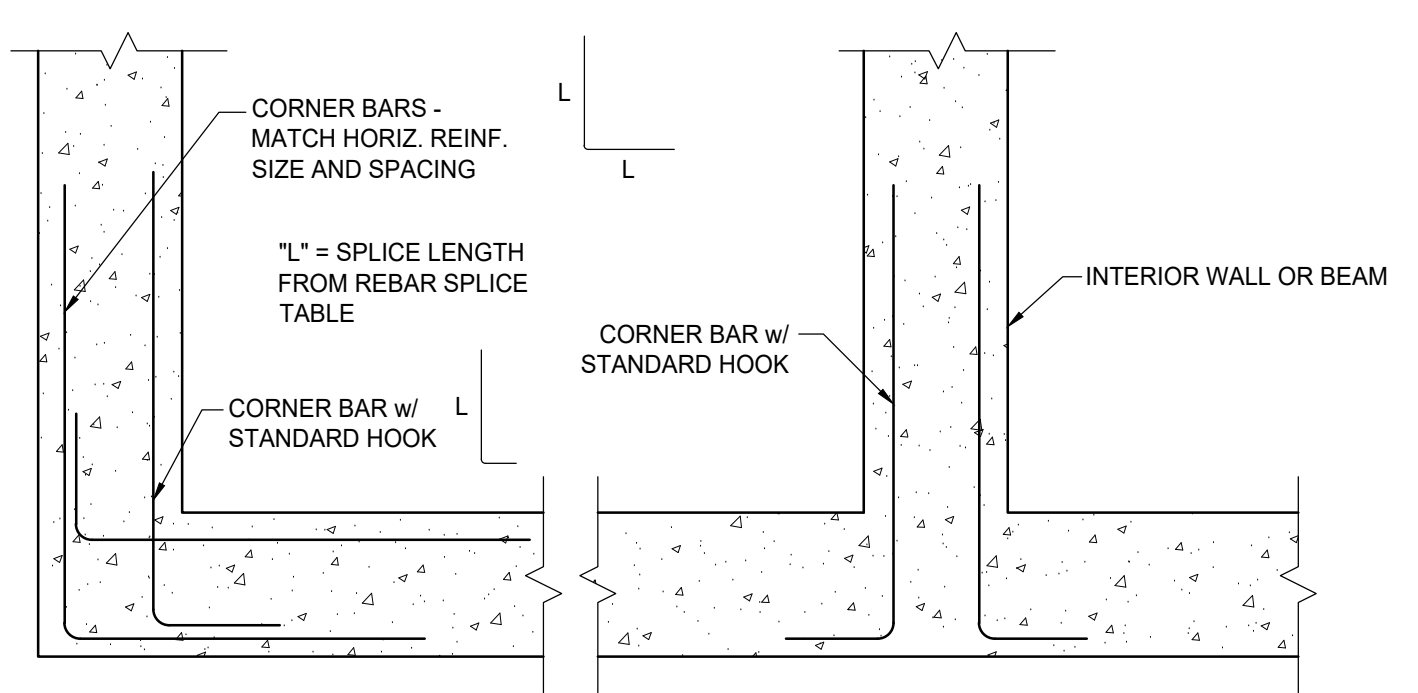 CORNER BARS -
MATCH HORIZ. REINF.
SIZE AND SPACING
L
L
"L" = SPLICE LENGTH
FROM REBAR SPLICE
TABLE
INTERIOR WALL OR BEAM
CORNER BAR w/
STANDARD HOOK
CORNER BAR w/
STANDARD HOOK
L